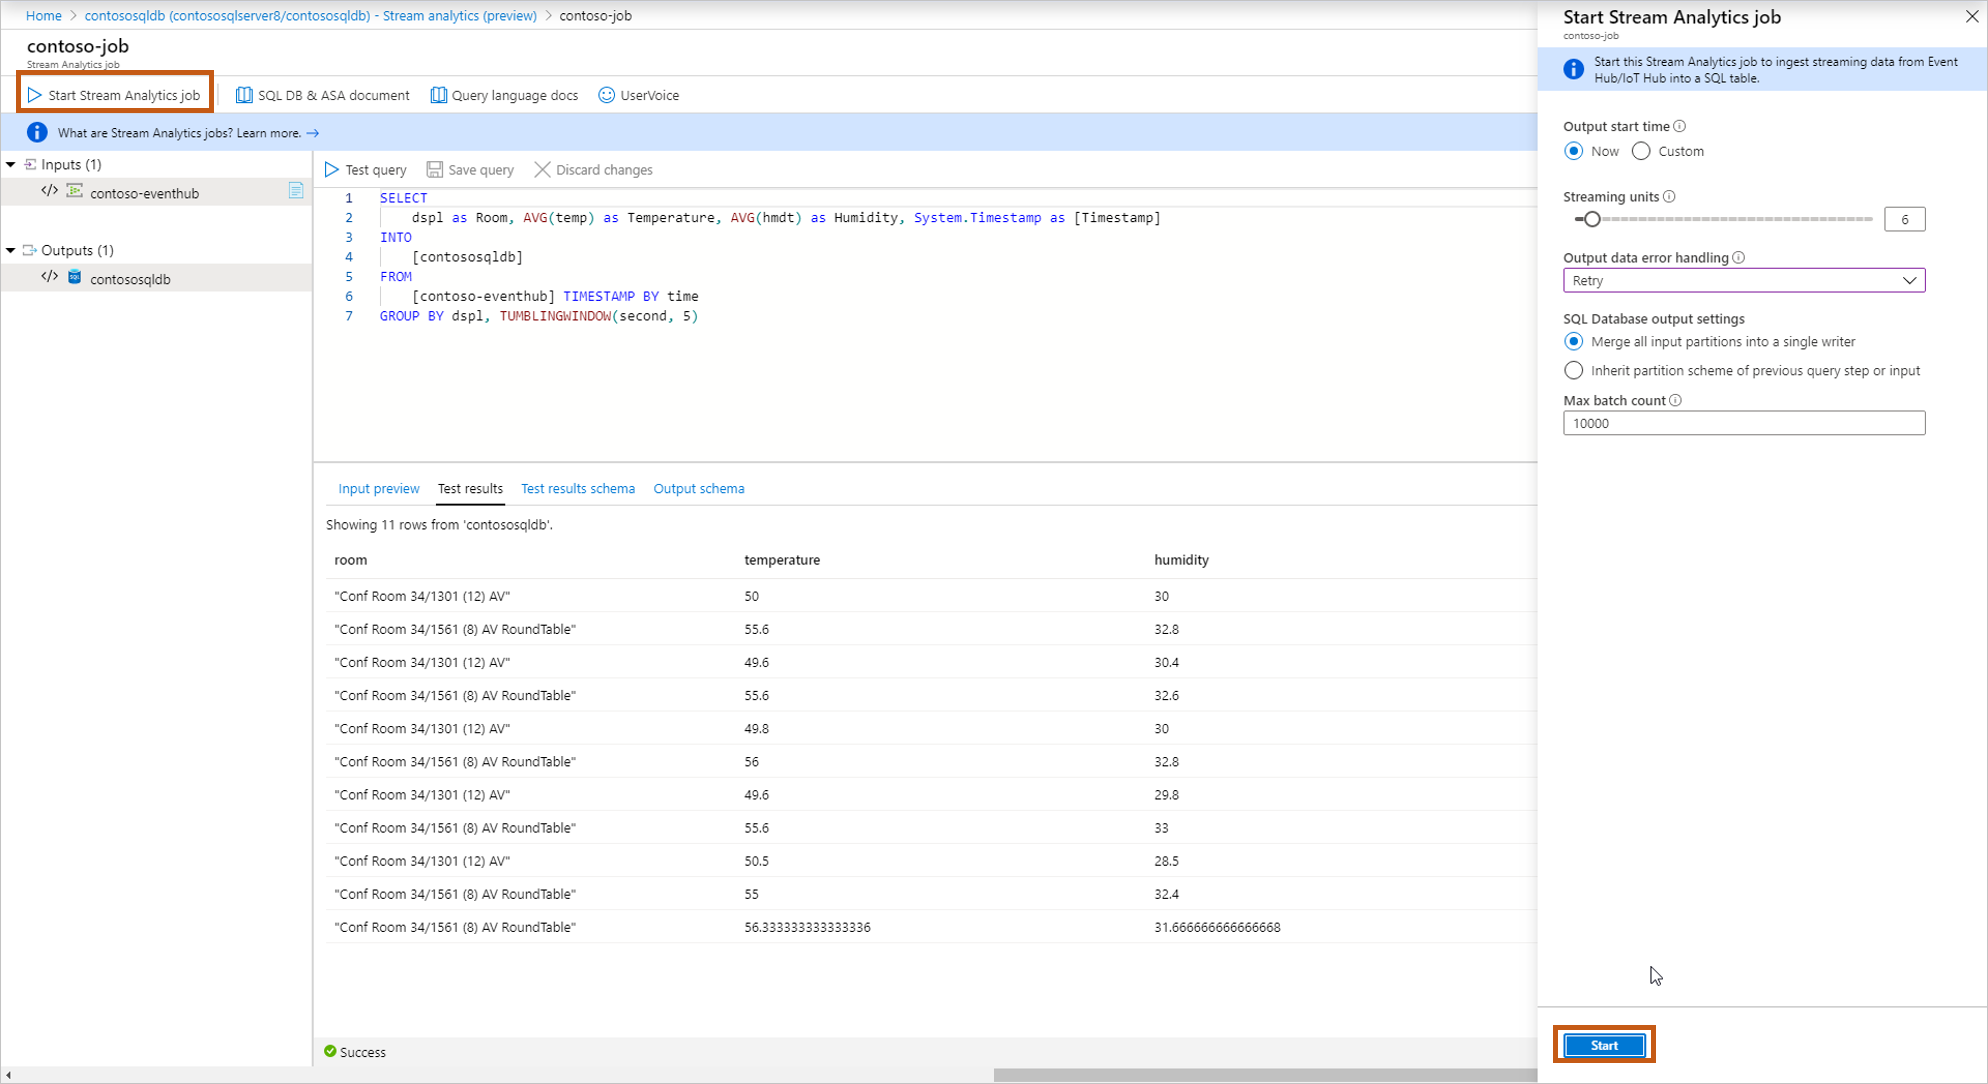 Home > contososqldb (contososqlserver8/contososqldb) - Stream analytics (preview) > contoso-job
contoso-job
Stream Analytics job
Start Stream Analytics job
SQL DB & ASA document
Query language docs
UserVoice
What are Stream Analytics jobs? Learn more. →
Inputs (1)
</> contoso-eventhub
Outputs (1)
</> contososqldb
Test query
Save query
Discard changes
1 SELECT
2 dspl as Room, AVG(temp) as Temperature, AVG(hmdt) as Humidity, System.Timestamp as [Timestamp]
3 INTO
4 [contososqldb]
5 FROM
6 [contoso-eventhub] TIMESTAMP BY time
7 GROUP BY dspl, TUMBLINGWINDOW(second, 5)
Input preview Test results Test results schema Output schema
Showing 11 rows from 'contososqldb'.
room temperature humidity
"Conf Room 34/1301 (12) AV" 50 30
"Conf Room 34/1561 (8) AV RoundTable" 55.6 32.8
"Conf Room 34/1301 (12) AV" 49.6 30.4
"Conf Room 34/1561 (8) AV RoundTable" 55.6 32.6
"Conf Room 34/1301 (12) AV" 49.8 30
"Conf Room 34/1561 (8) AV RoundTable" 56 32.8
"Conf Room 34/1301 (12) AV" 49.6 29.8
"Conf Room 34/1561 (8) AV RoundTable" 55.6 33
"Conf Room 34/1301 (12) AV" 50.5 28.5
"Conf Room 34/1561 (8) AV RoundTable" 55 32.4
"Conf Room 34/1561 (8) AV RoundTable" 56.333333333333336 31.666666666666668
Success
Start Stream Analytics job
contoso-job
Start this Stream Analytics job to ingest streaming data from Event
Hub/IoT Hub into a SQL table.
Output start time
Now Custom
Streaming units
6
Output data error handling
Retry
SQL Database output settings
Merge all input partitions into a single writer
Inherit partition scheme of previous query step or input
Max batch count
10000
Start